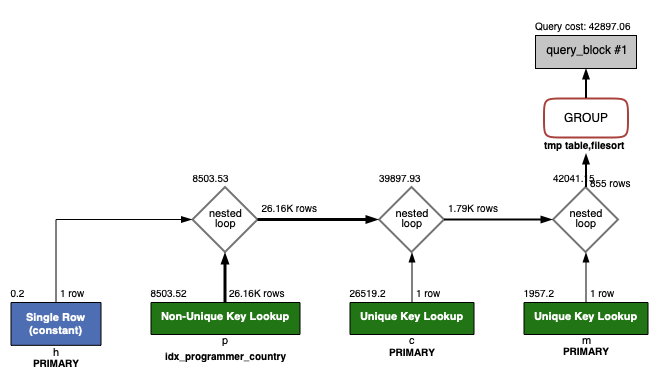 Query cost: 42897.06
query_block #1
GROUP
tmp table,filesort
8503.53
39897.93
42041.15
855 rows
nested
loop
26.16K rows
nested
loop
1.79K rows
nested
loop
0.2
1 row
8503.52
26.16K rows
26519.2
1 row
1957.2
1 row
Single Row
(constant)
Non-Unique Key Lookup
Unique Key Lookup
Unique Key Lookup
h
PRIMARY
p
idx_programmer_country
c
PRIMARY
m
PRIMARY